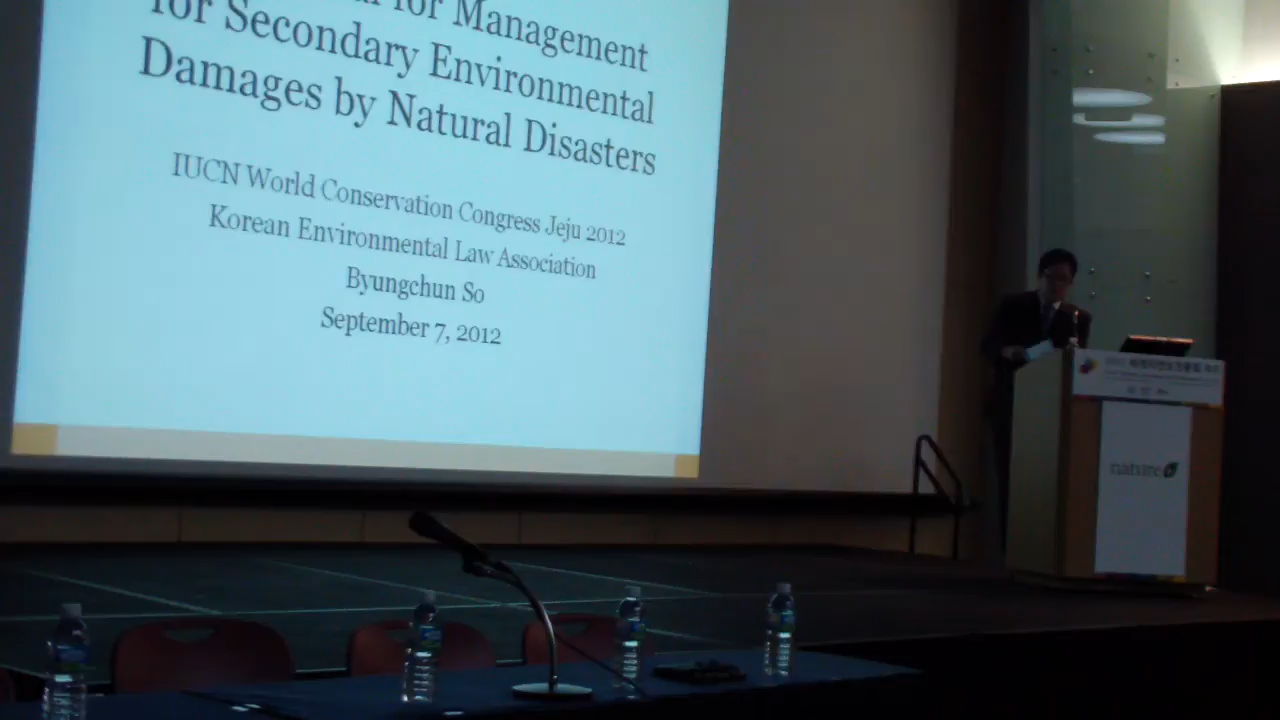 for Management
for Secondary Environmental
Damages by Natural Disasters
IUCN World Conservation Congress Jeju 2012
Korean Environmental Law Association
Byungchun So
September 7, 2012
nature